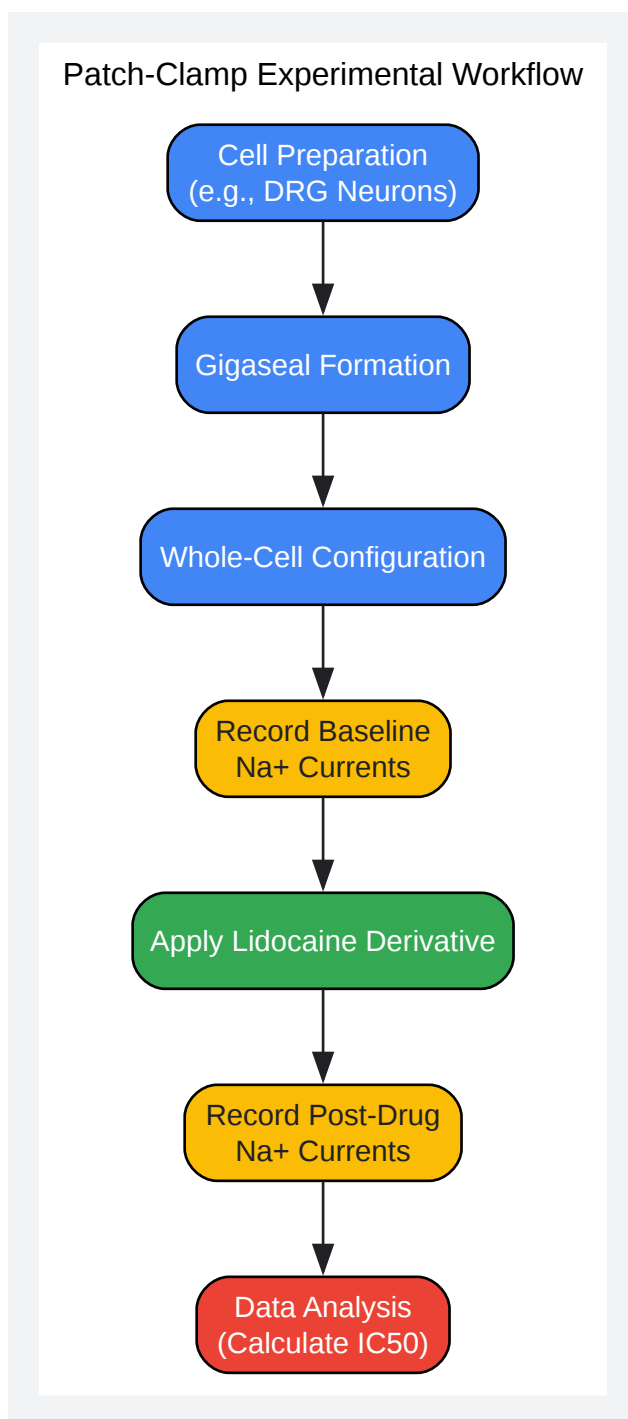 Patch-Clamp Experimental Workflow
Cell Preparation
(e.g., DRG Neurons)
Gigaseal Formation
Whole-Cell Configuration
Record Baseline
Na+ Currents
Apply Lidocaine Derivative
Record Post-Drug
Na+ Currents
Data Analysis
(Calculate IC50)